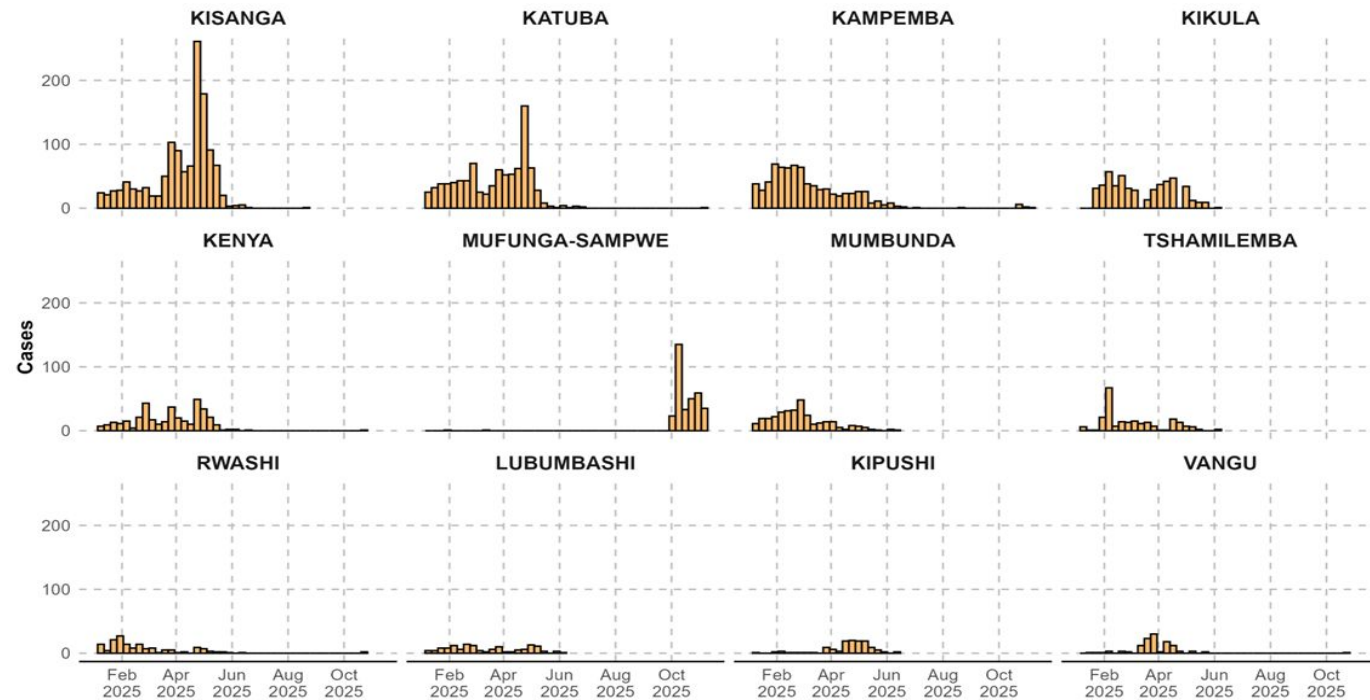 KISANGA KATUBA KAMPEMBA KIKULA
200
100
0
KENYA MUFUNGA-SAMPWE MUMBUNDA TSHAMILEMBA
200
100
0
Cases
RWASHI LUBUMBASHI KIPUSHI VANGU
200
100
0
Feb Apr Jun Aug Oct Feb Apr Jun Aug Oct Feb Apr Jun Aug Oct Feb Apr Jun Aug Oct
2025 2025 2025 2025 2025 2025 2025 2025 2025 2025 2025 2025 2025 2025 2025 2025 2025 2025 2025 2025